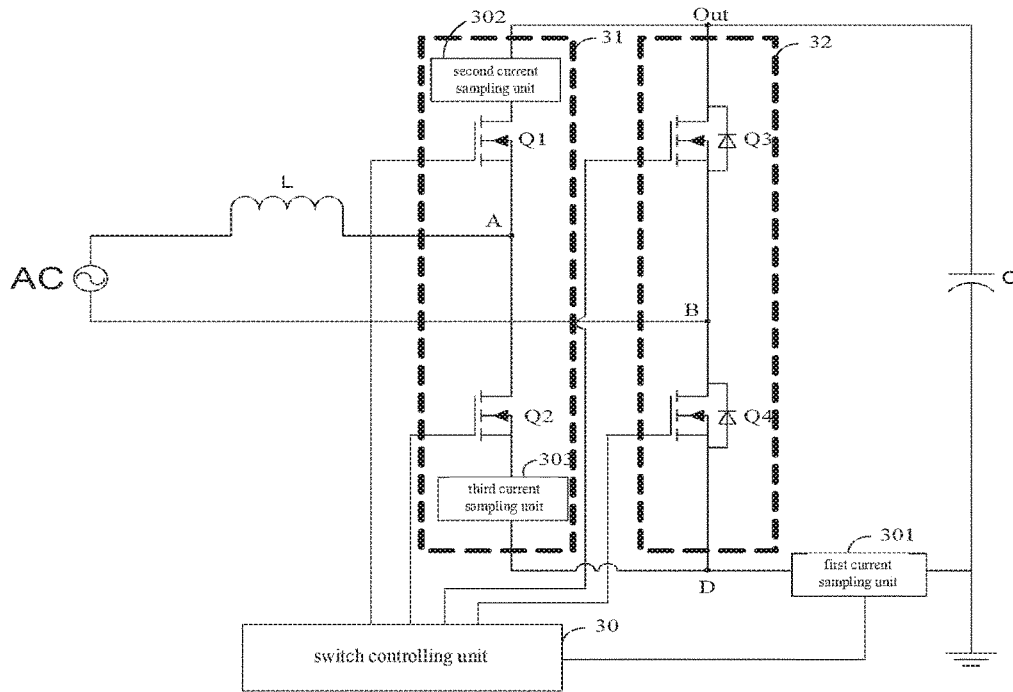 Out
302
31
32
second current
sampling unit
Q1
Q3
L
A
AC
B
C
Q2
Q4
303
third current
sampling unit
301
first current
sampling unit
D
30
switch controlling unit